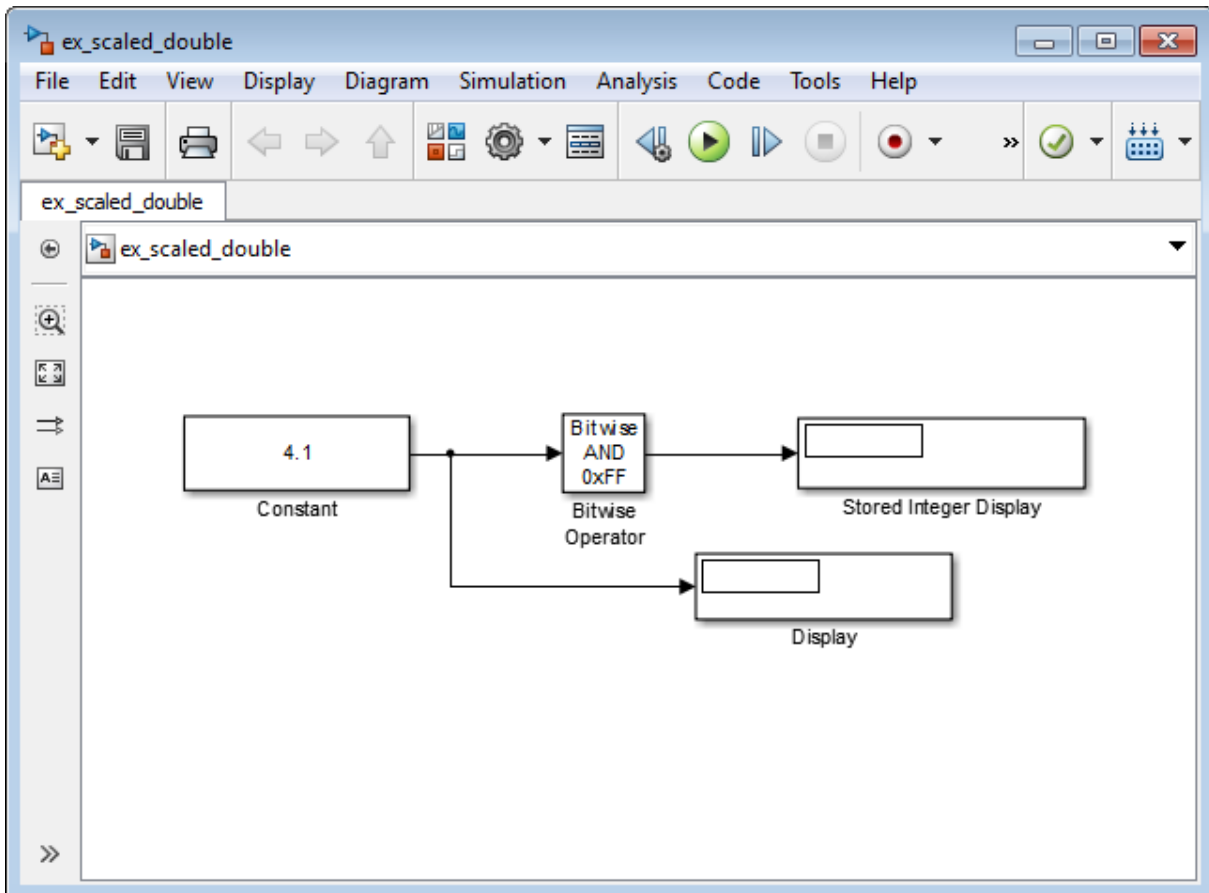 ex_scaled_double
File Edit View Display Diagram Simulation Analysis Code Tools Help
ex_scaled_double
ex_scaled_double
4.1
Constant
Bitwise
AND
0xFF
Bitwise
Operator
Stored Integer Display
Display